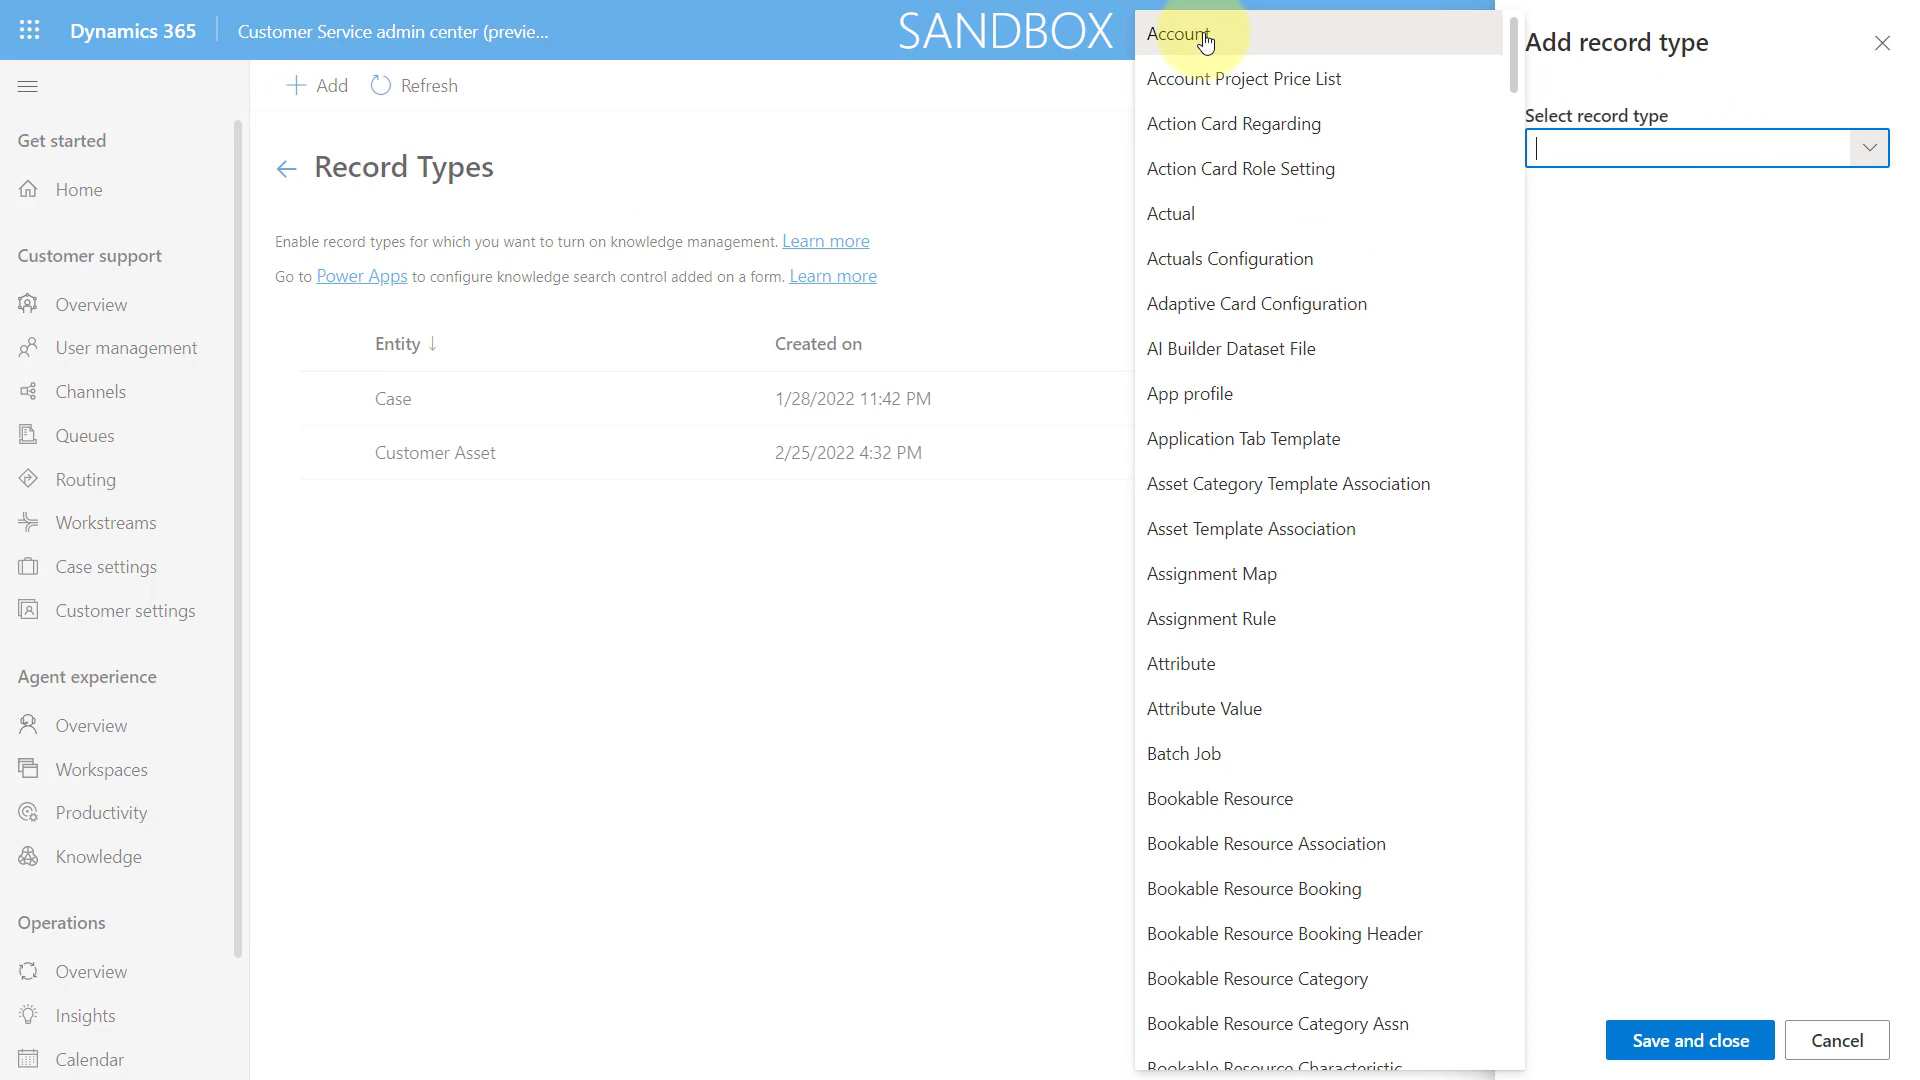 Dynamics 365
Customer Service admin center (previe...
SANDBOX
Add
Refresh
Get started
Home
Customer support
Overview
User management
Channels
Queues
Routing
Workstreams
Case settings
Customer settings
Agent experience
Overview
Workspaces
Productivity
Knowledge
Operations
Overview
Insights
Calendar
Record Types
Enable record types for which you want to turn on knowledge management. Learn more
Go to Power Apps to configure knowledge search control added on a form. Learn more
Entity ↓ Created on
Case 1/28/2022 11:42 PM
Customer Asset 2/25/2022 4:32 PM
Account
Account Project Price List
Action Card Regarding
Action Card Role Setting
Actual
Actuals Configuration
Adaptive Card Configuration
AI Builder Dataset File
App profile
Application Tab Template
Asset Category Template Association
Asset Template Association
Assignment Map
Assignment Rule
Attribute
Attribute Value
Batch Job
Bookable Resource
Bookable Resource Association
Bookable Resource Booking
Bookable Resource Booking Header
Bookable Resource Category
Bookable Resource Category Assn
Bookable Resource Characteristic
Add record type
Select record type
Save and close
Cancel